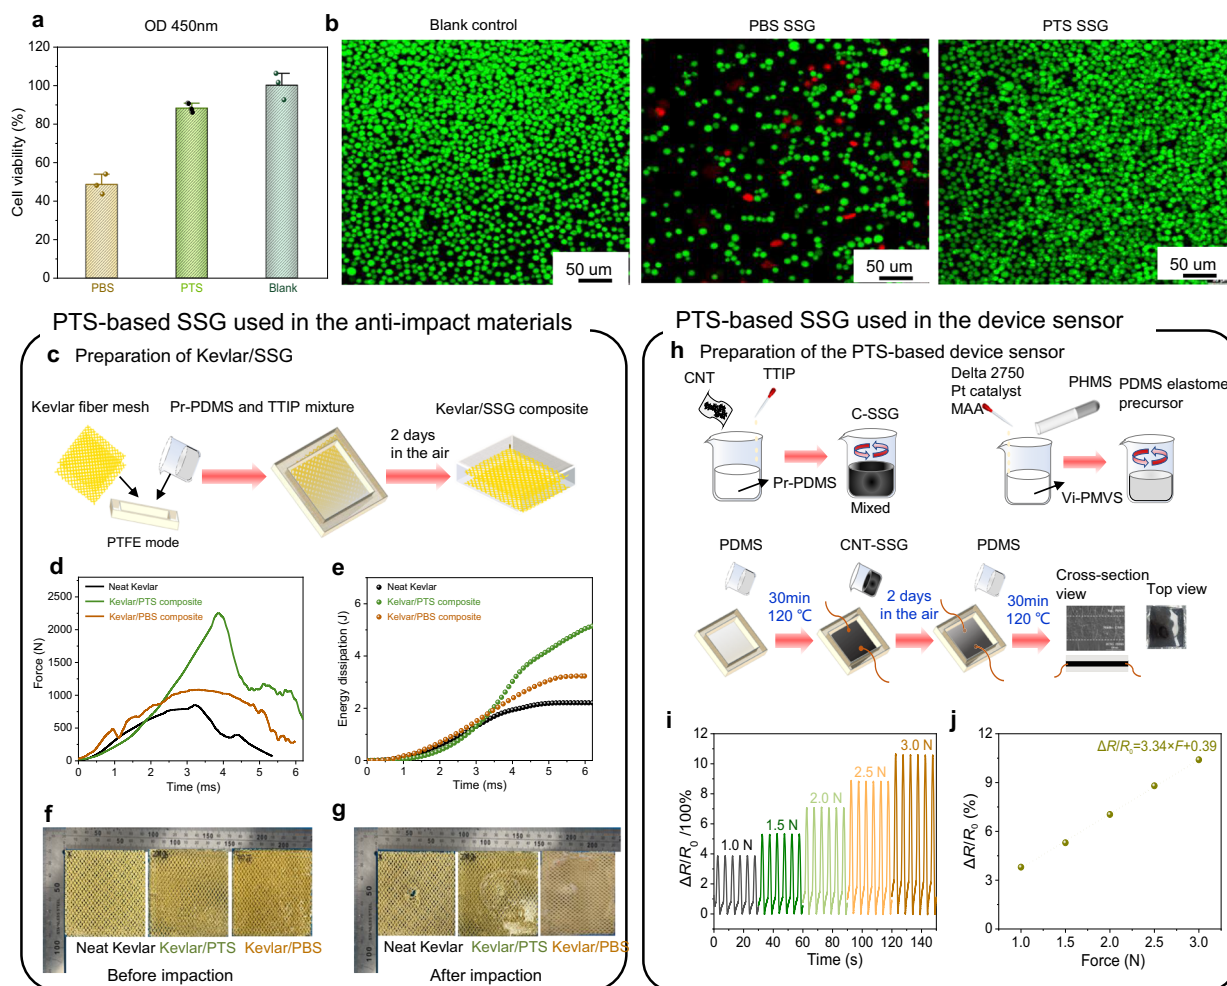 a
OD 450nm
120
100
80
60
40
20
0
Cell viability (%)
PBS
PTS
Blank
b
Blank control
PBS SSG
PTS SSG
50 um
50 um
50 um
PTS-based SSG used in the anti-impact materials
c Preparation of Kevlar/SSG
Kevlar fiber mesh
Pr-PDMS and TTIP mixture
Kevlar/SSG composite
2 days
in the air
PTFE mode
d
Neat Kevlar
Kevlar/PTS composite
Kevlar/PBS composite
2500
2000
1500
1000
500
0
Force (N)
0 1 2 3 4 5 6
Time (ms)
e
Neat Kevlar
Kelvar/PTS composite
Kevlar/PBS composite
6
4
2
0
Energy dissipation (J)
0 1 2 3 4 5 6
Time (ms)
f
Neat Kevlar
Kevlar/PTS
Kevlar/PBS
Before impaction
g
Neat Kevlar
Kevlar/PTS
Kevlar/PBS
After impaction
PTS-based SSG used in the device sensor
h Preparation of the PTS-based device sensor
CNT
TTIP
C-SSG
Pr-PDMS
Mixed
Delta 2750
Pt catalyst
MAA
PHMS
PDMS elastome
precursor
Vi-PMVS
PDMS
CNT-SSG
PDMS
30min
120 ℃
2 days
in the air
30min
120 ℃
Cross-section
view
Top view
i
12
10
8
6
4
2
0
ΔR/R0 /100%
1.0 N
1.5 N
2.0 N
2.5 N
3.0 N
0 20 40 60 80 100 120 140
Time (s)
j
ΔR/R0=3.34×F+0.39
12
9
6
3
0
ΔR/R0 (%)
1.0 1.5 2.0 2.5 3.0
Force (N)